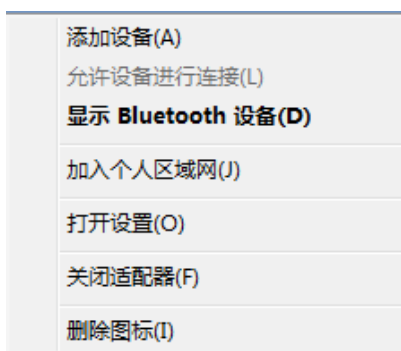 添加设备(A)
允许设备进行连接(L)
显示 Bluetooth 设备(D)
加入个人区域网(J)
打开设置(O)
关闭适配器(F)
删除图标(I)